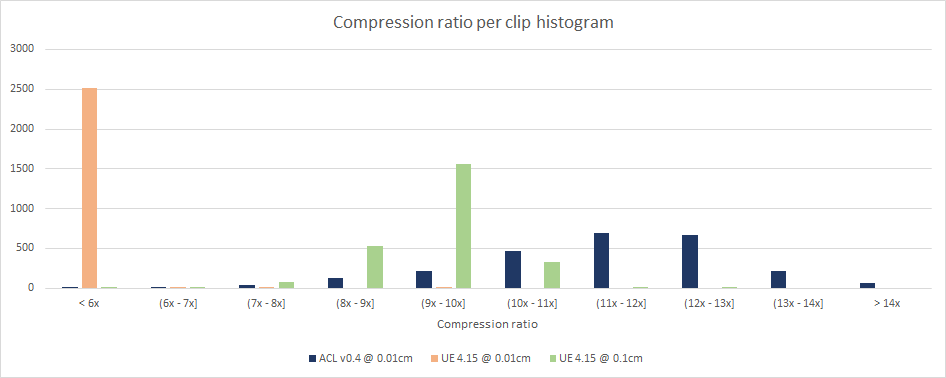 Compression ratio per clip histogram
3000
2500
2000
1500
1000
500
0
< 6x (6x - 7x] (7x - 8x] (8x - 9x] (9x - 10x] (10x - 11x] (11x - 12x] (12x - 13x] (13x - 14x] > 14x
Compression ratio
ACL v0.4 @ 0.01cm UE 4.15 @ 0.01cm UE 4.15 @ 0.1cm